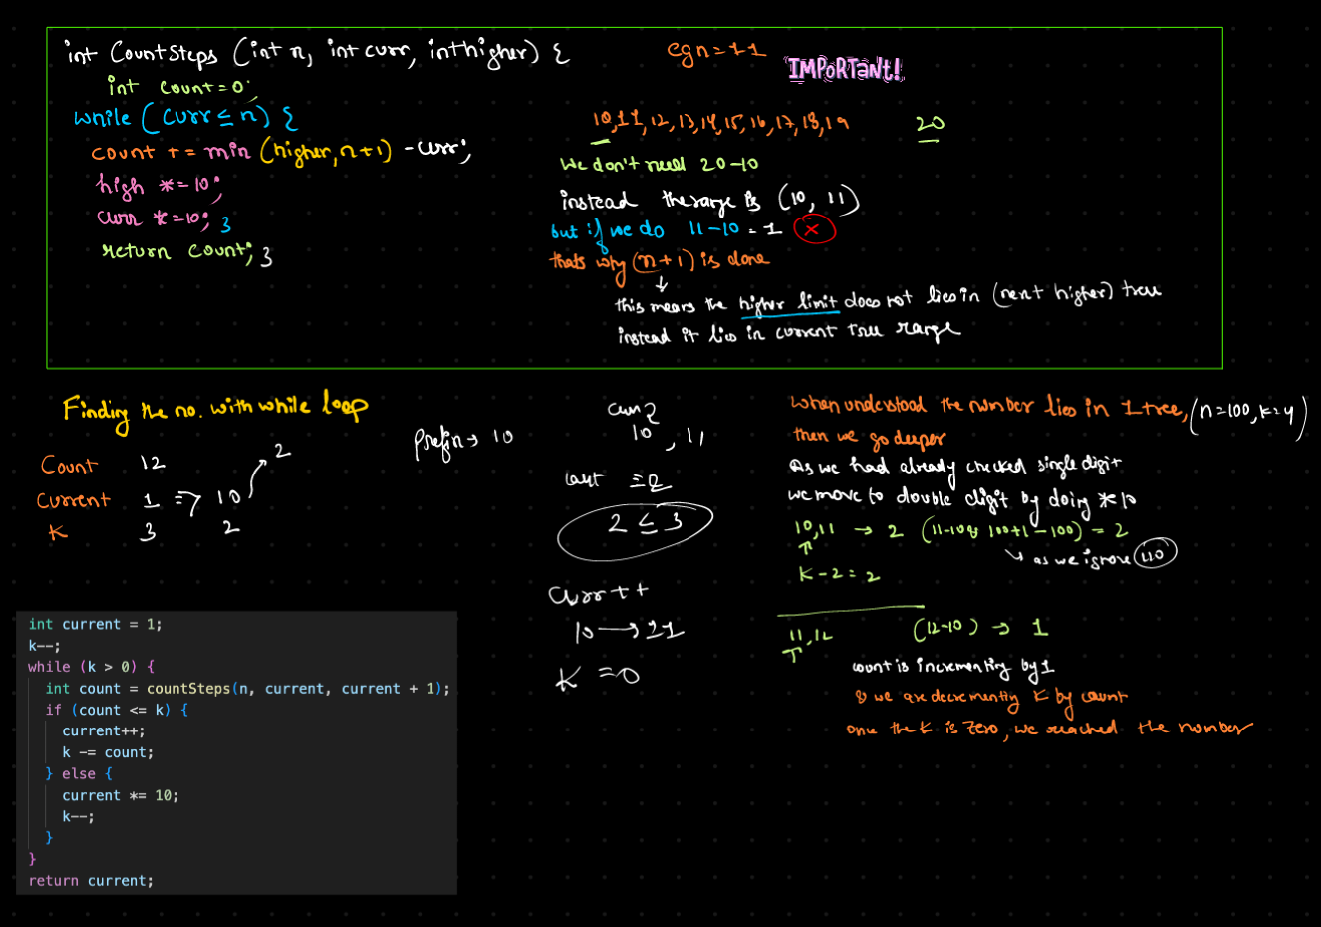 int CountSteps (int n, int curr, int higher) {
int count = 0;
while (curr ≤ n) {
count += min (higher, n+1) - curr;
high *= 10;
curr *= 10; }
return count; }
eg n = 11
IMPORTANT!
10, 11, 12, 13, 14, 15, 16, 17, 18, 19 20
We don't need 20-10
instead the range is (10, 11)
but if we do 11-10 = 1 X
thats why (n+1) is done
↓
this means the higher limit does not lies in (next higher) tree
instead it lies in current tree range
Finding the no. with while loop
Count 12 2
Current 1 => 10
K 3 2
prefix → 10
curr
10, 11
count = 2
2 ≤ 3
Curr++
10 → 11
K = 0
When understood the number lies in 1 tree, (n=100, k=4)
then we go deeper
As we had already checked single digit
we move to double digit by doing *10
10, 11 → 2 (11-10 & 100+1-100) = 2
↑
↳ as we ignore 110
K - 2 = 2
11, 12 (12-10) → 1
↑
count is incrementing by 1
& we are decrementing K by count
once the K is zero, we reached the number
int current = 1;
k--;
while (k > 0) {
int count = countSteps(n, current, current + 1);
if (count <= k) {
current++;
k -= count;
} else {
current *= 10;
k--;
}
}
return current;